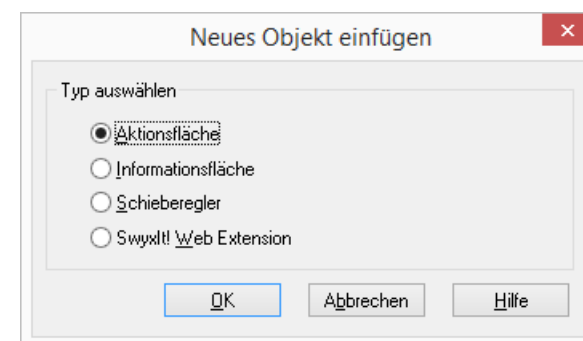 Neues Objekt einfügen
Typ auswählen
Aktionsfläche
Informationsfläche
Schieberegler
SwyxIt! Web Extension
OK Abbrechen Hilfe